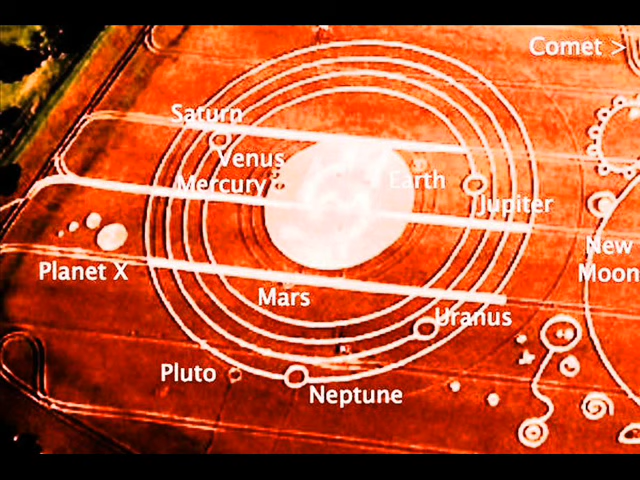 Comet >
Saturn
Venus
Mercury
Earth
Jupiter
New
Moon
Planet X
Mars
Uranus
Pluto
Neptune